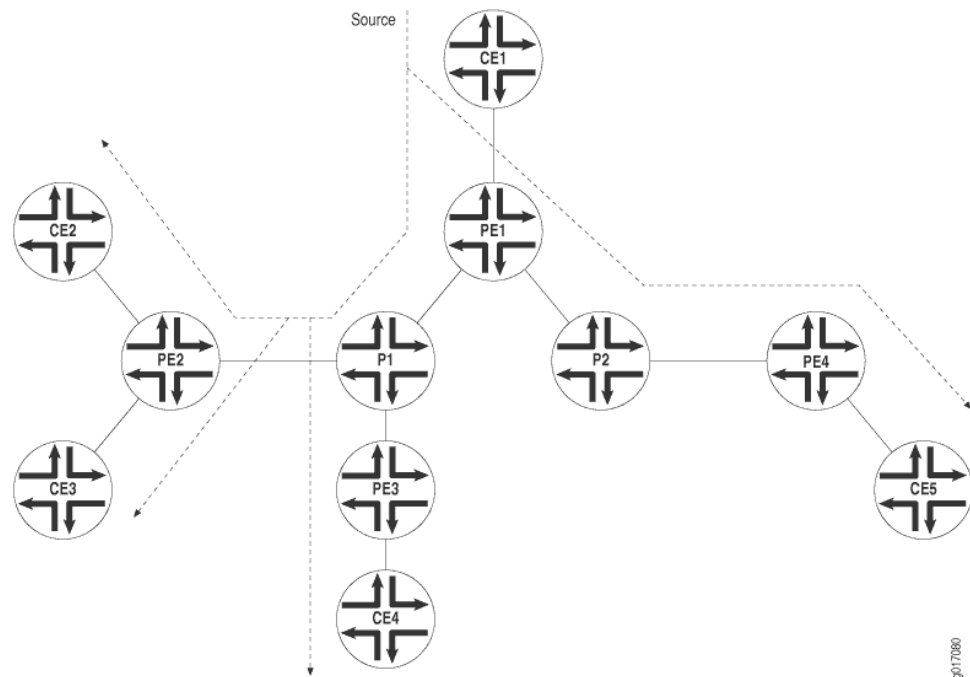 Source
CE1
CE2
PE1
PE2
P1
P2
PE4
CE3
PE3
CE5
CE4
g017080